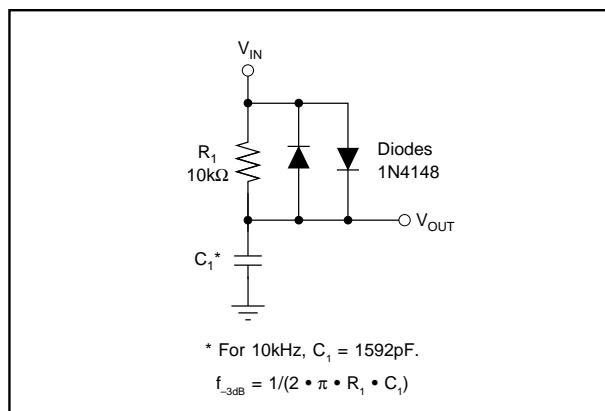 V_IN
R_1
10kΩ
Diodes
1N4148
V_OUT
C_1*
* For 10kHz, C_1 = 1592pF.
f_–3dB = 1/(2 • π • R_1 • C_1)